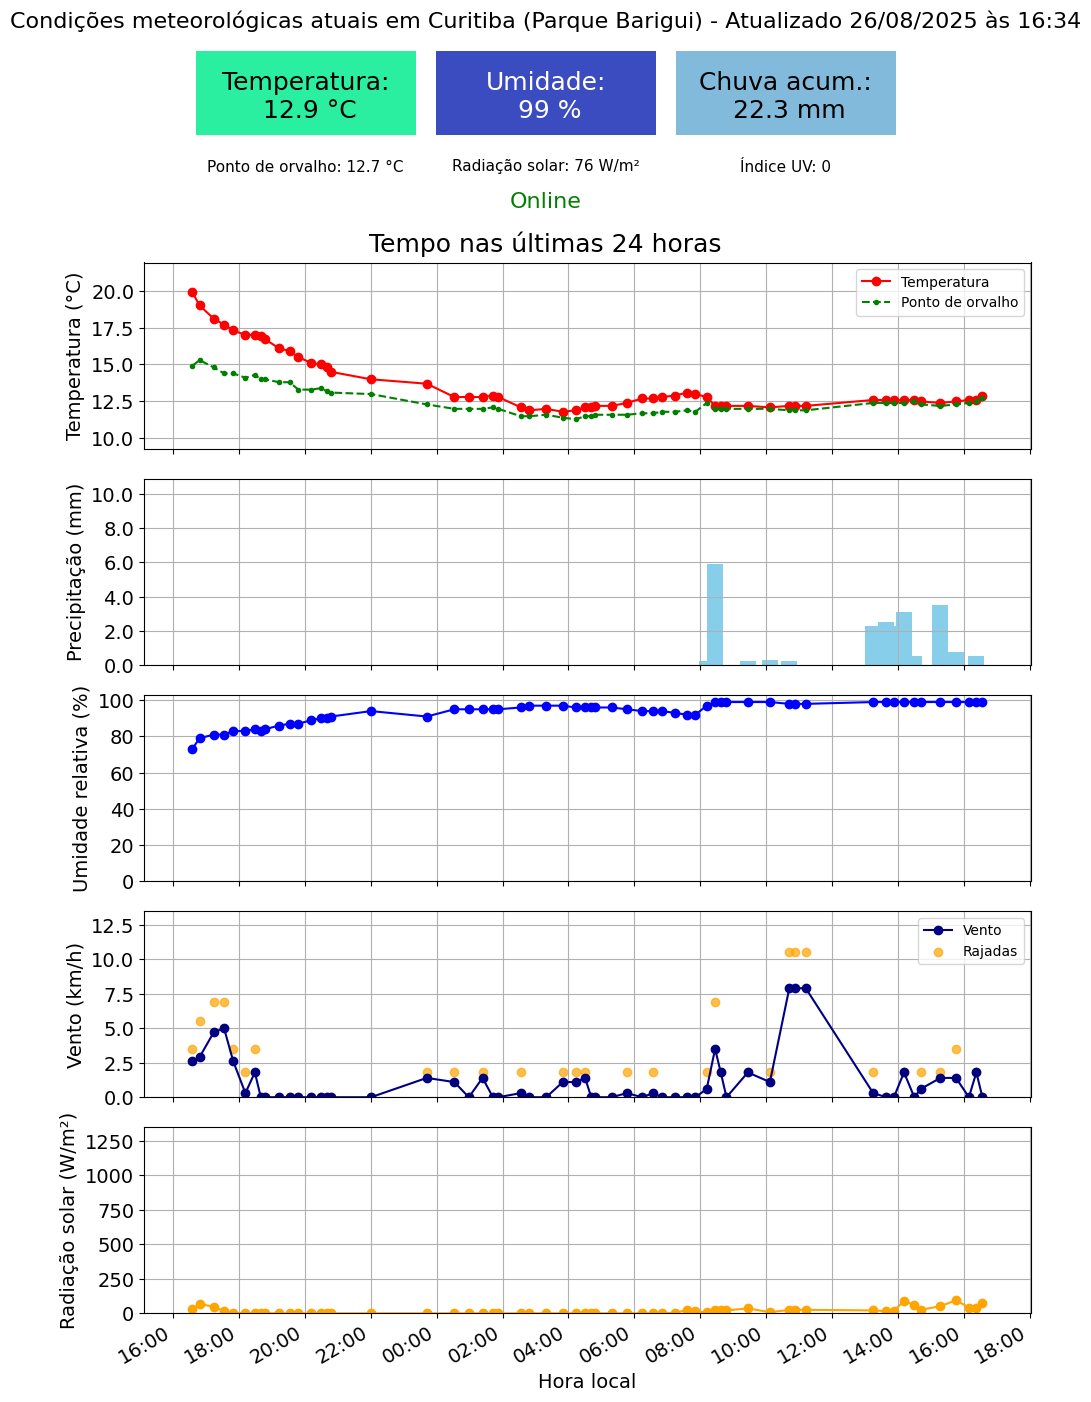 Condições meteorológicas atuais em Curitiba (Parque Barigui) - Atualizado 26/08/2025 às 16:34
Temperatura:
12.9 °C
Umidade:
99 %
Chuva acum.:
22.3 mm
Ponto de orvalho: 12.7 °C
Radiação solar: 76 W/m²
Índice UV: 0
Online
Tempo nas últimas 24 horas
Temperatura (°C)
20.0
17.5
15.0
12.5
10.0
Temperatura
Ponto de orvalho
Precipitação (mm)
10.0
8.0
6.0
4.0
2.0
0.0
Umidade relativa (%)
100
80
60
40
20
0
Vento (km/h)
12.5
10.0
7.5
5.0
2.5
0.0
Vento
Rajadas
Radiação solar (W/m²)
1250
1000
750
500
250
0
16:00
18:00
20:00
22:00
00:00
02:00
04:00
06:00
08:00
10:00
12:00
14:00
16:00
18:00
Hora local